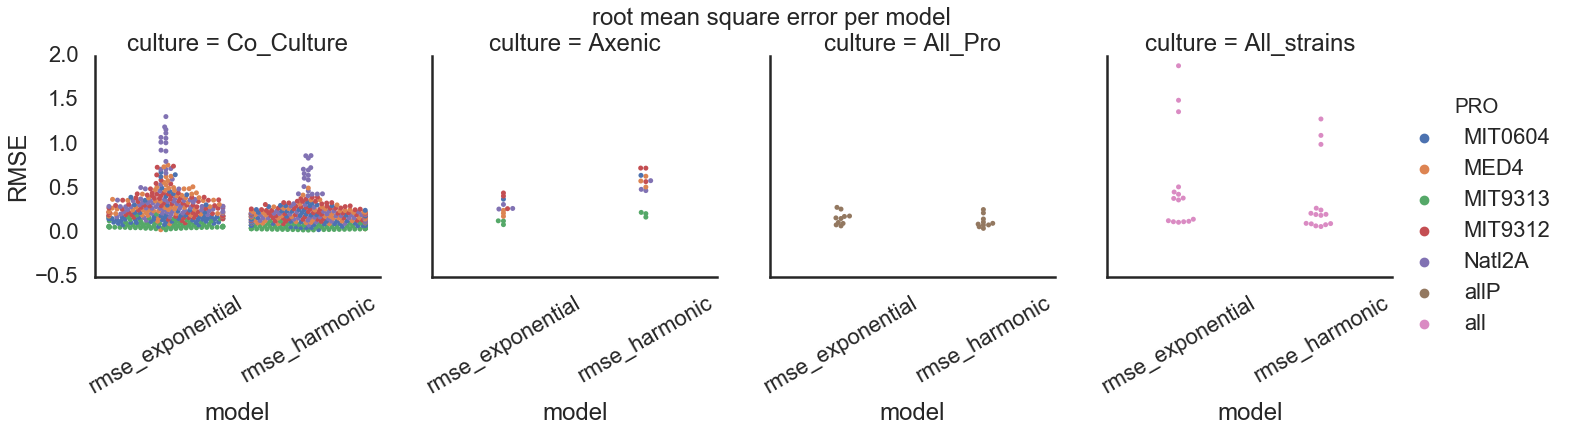 root mean square error per model
culture = Co_Culture
culture = Axenic
culture = All_Pro
culture = All_strains
RMSE
2.0
1.5
1.0
0.5
0.0
−0.5
rmse_exponential
rmse_harmonic
rmse_exponential
rmse_harmonic
rmse_exponential
rmse_harmonic
rmse_exponential
rmse_harmonic
model
model
model
model
PRO
MIT0604
MED4
MIT9313
MIT9312
Natl2A
allP
all